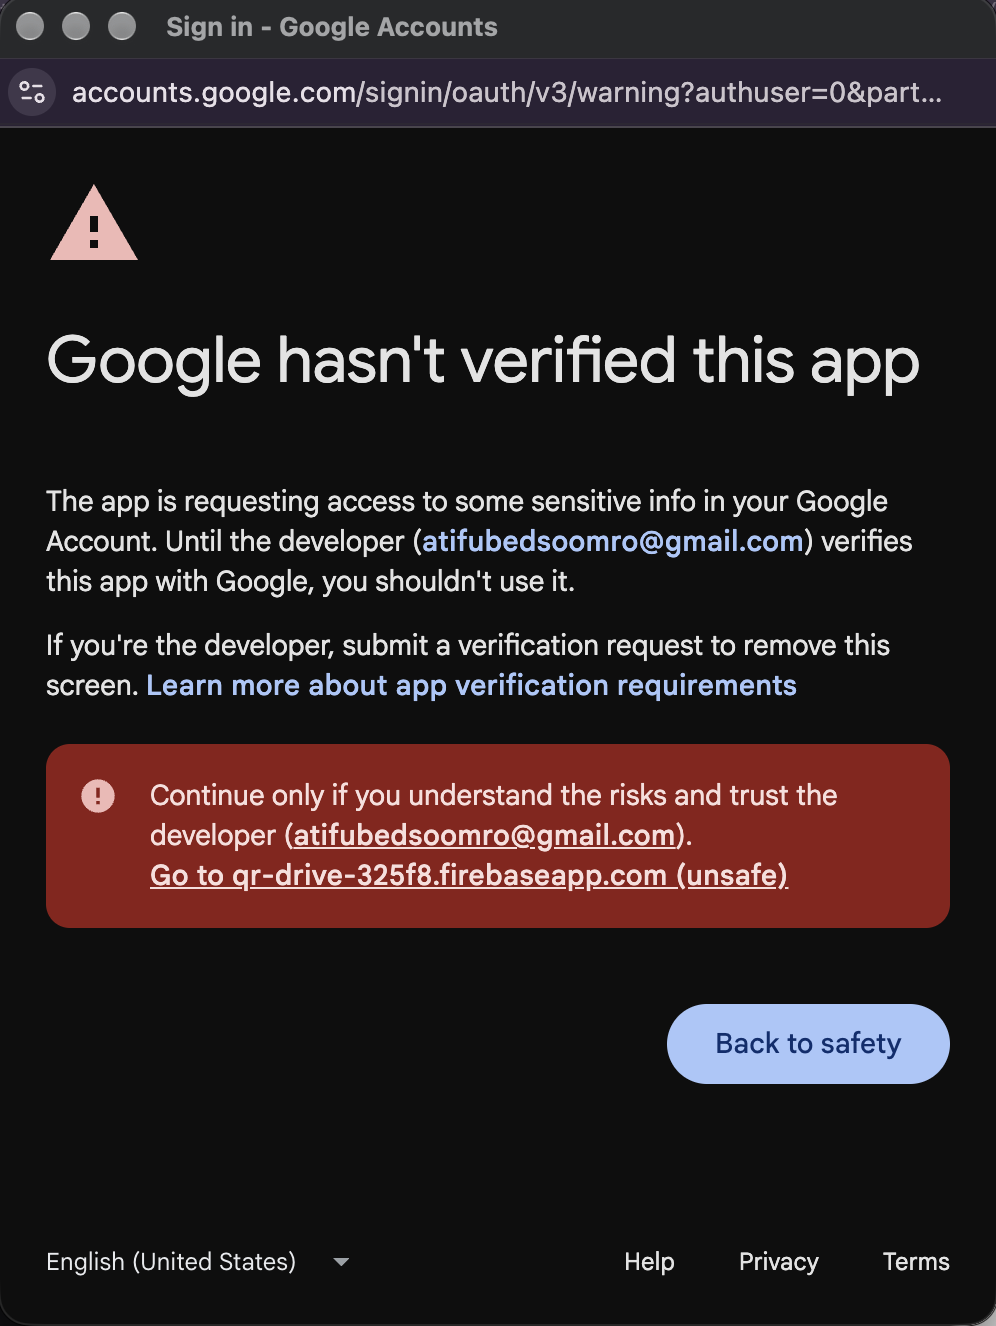 Sign in - Google Accounts
accounts.google.com/signin/oauth/v3/warning?authuser=0&part...
Google hasn't verified this app
The app is requesting access to some sensitive info in your Google
Account. Until the developer (atifubedsoomro@gmail.com) verifies
this app with Google, you shouldn't use it.
If you're the developer, submit a verification request to remove this
screen. Learn more about app verification requirements
Continue only if you understand the risks and trust the
developer (atifubedsoomro@gmail.com).
Go to qr-drive-325f8.firebaseapp.com (unsafe)
Back to safety
English (United States) Help Privacy Terms